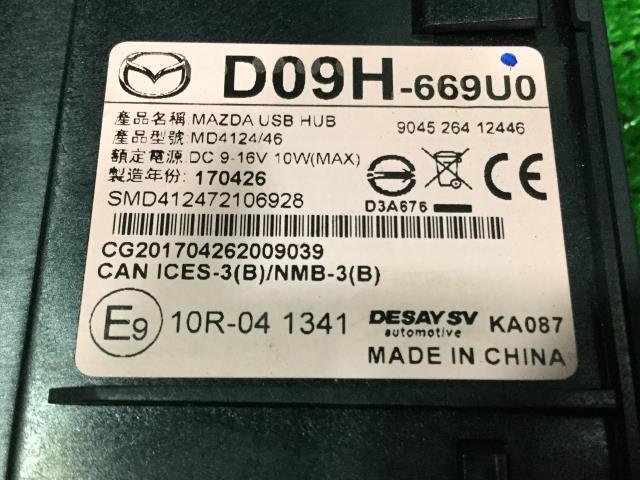 D09H-669U0
產品名稱:MAZDA USB HUB
9045 264 12446
產品型號:MD4124/46
額定電源:DC 9-16V 10W(MAX)
製造年份:170426
CE
SMD412472106928
D3A676
CG201704262009039
CAN ICES-3(B)/NMB-3(B)
E9 10R-04 1341
DESAY SV automotive KA087
MADE IN CHINA